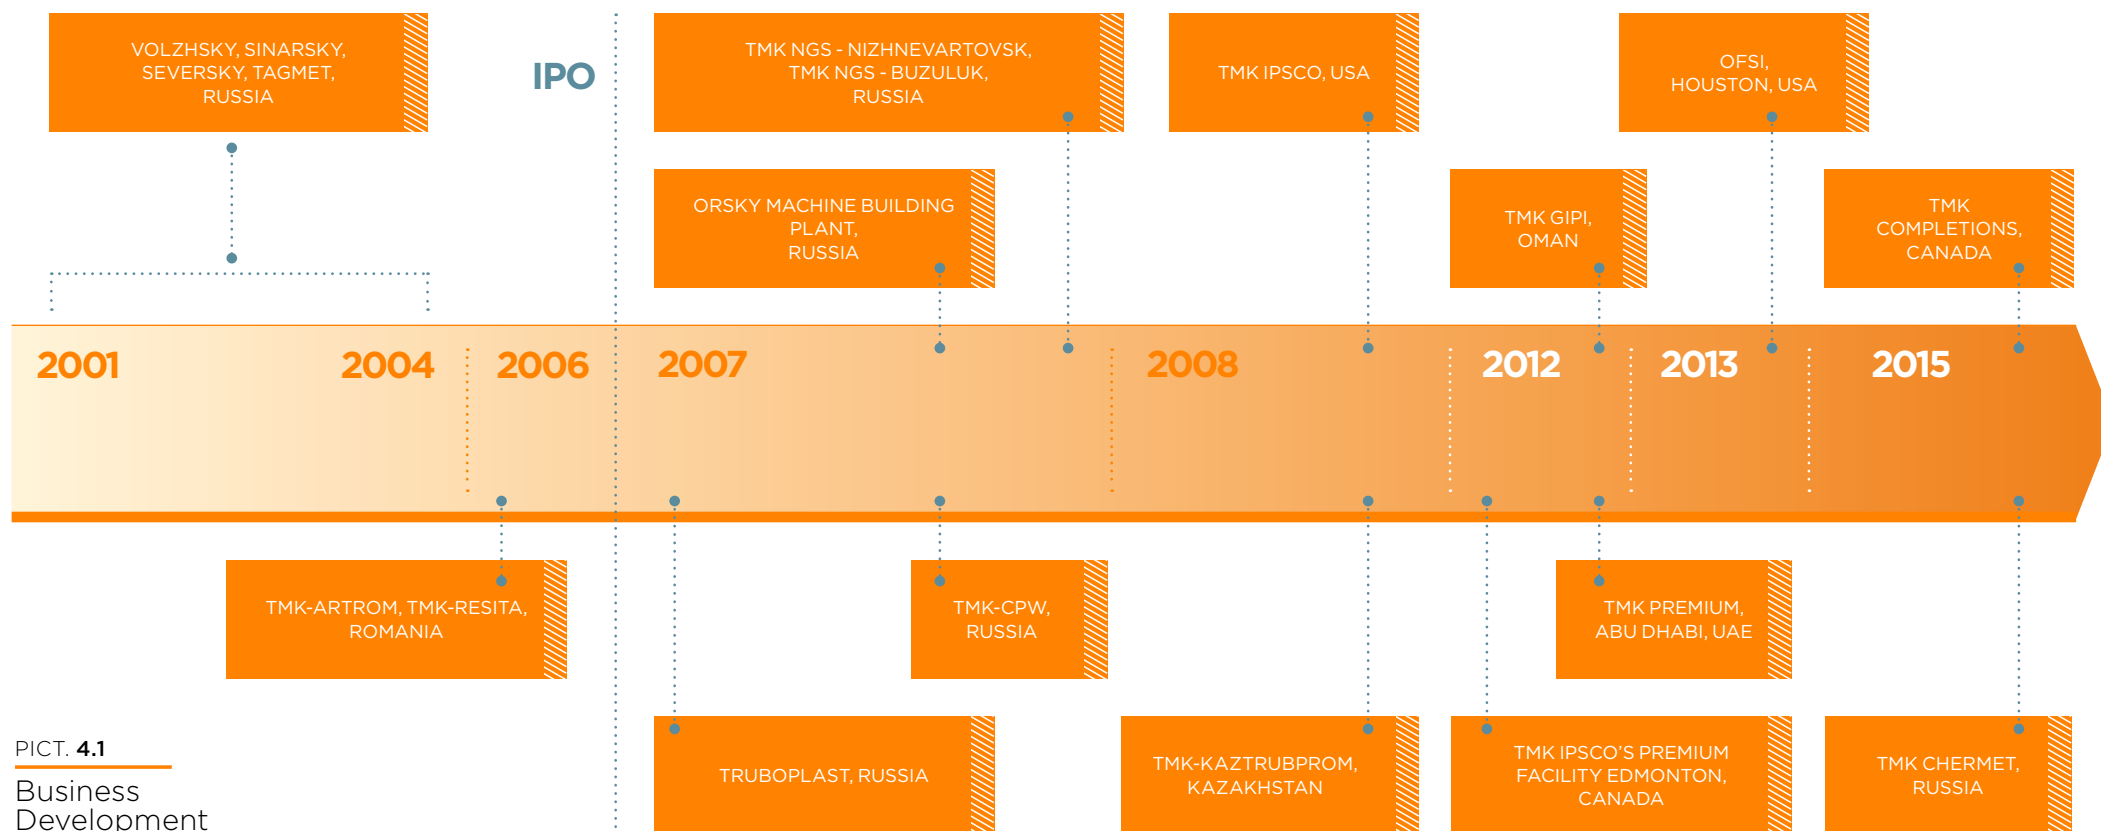 VOLZHSKY, SINARSKY,
SEVERSKY, TAGMET,
RUSSIA
IPO
TMK NGS - NIZHNEVARTOVSK,
TMK NGS - BUZULUK,
RUSSIA
TMK IPSCO, USA
OFSI,
HOUSTON, USA
ORSKY MACHINE BUILDING
PLANT,
RUSSIA
TMK GIPI,
OMAN
TMK
COMPLETIONS,
CANADA
2001
2004
2006
2007
2008
2012
2013
2015
TMK-ARTROM, TMK-RESITA,
ROMANIA
TMK-CPW,
RUSSIA
TMK PREMIUM,
ABU DHABI, UAE
TRUBOPLAST, RUSSIA
TMK-KAZTRUBPROM,
KAZAKHSTAN
TMK IPSCO'S PREMIUM
FACILITY EDMONTON,
CANADA
TMK CHERMET,
RUSSIA
PICT. 4.1
Business
Development